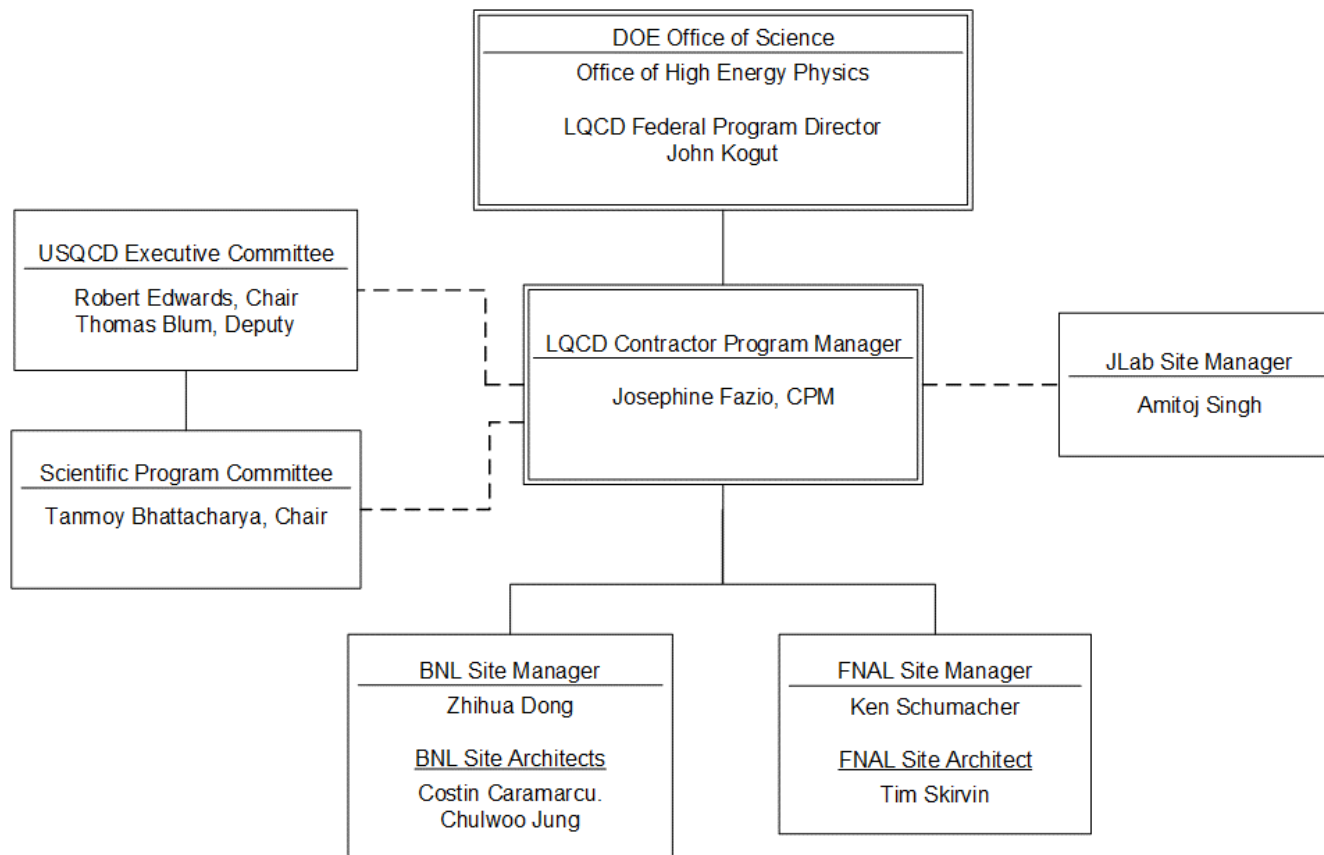 DOE Office of Science
Office of High Energy Physics
LQCD Federal Program Director
John Kogut
USQCD Executive Committee
Robert Edwards, Chair
Thomas Blum, Deputy
LQCD Contractor Program Manager
Josephine Fazio, CPM
JLab Site Manager
Amitoj Singh
Scientific Program Committee
Tanmoy Bhattacharya, Chair
BNL Site Manager
Zhihua Dong
BNL Site Architects
Costin Caramarcu.
Chulwoo Jung
FNAL Site Manager
Ken Schumacher
FNAL Site Architect
Tim Skirvin